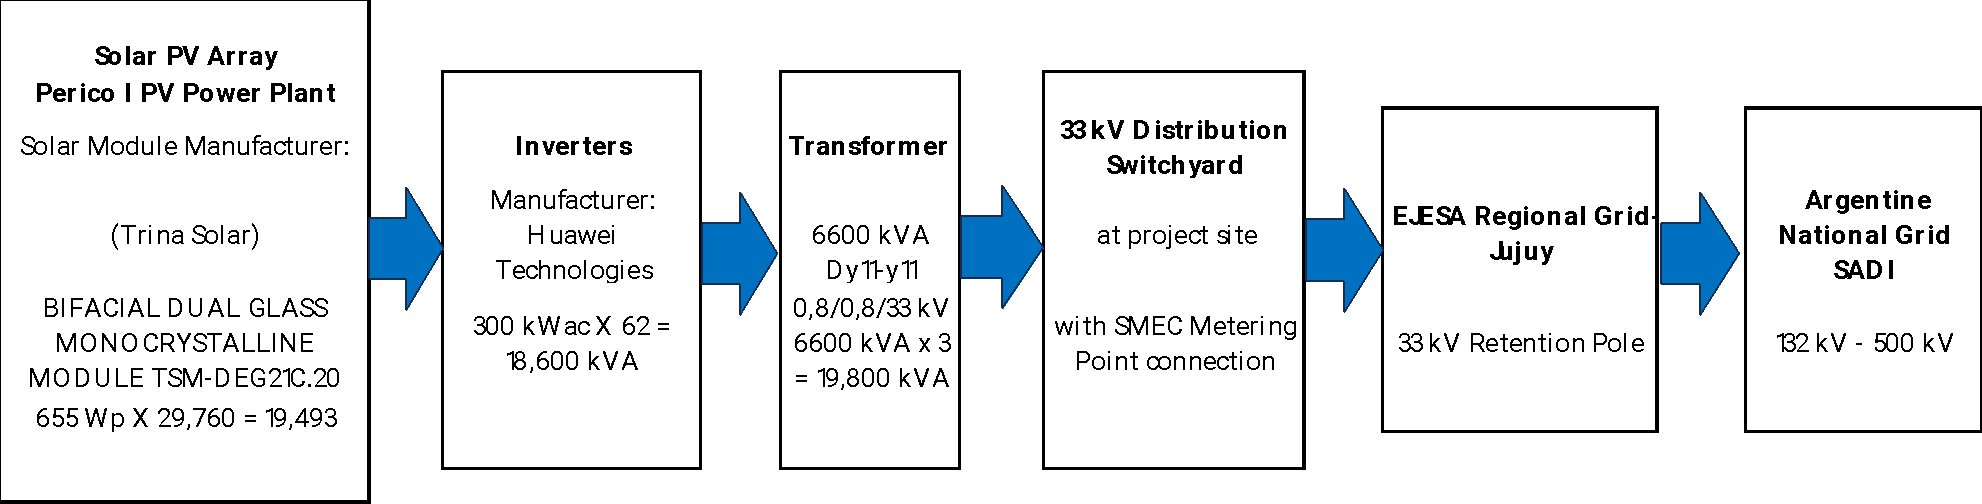 Solar PV Array
Perico I PV Power Plant
Solar Module Manufacturer:
(Trina Solar)
BIFACIAL DUAL GLASS
MONOCRYSTALLINE
MODULE TSM-DEG21C.20
655 Wp X 29,760 = 19,493
Inverters
Manufacturer:
Huawei
Technologies
300 kWac X 62 =
18,600 kVA
Transformer
6600 kVA
Dy11-y11
0,8/0,8/33 kV
6600 kVA x 3
= 19,800 kVA
33 kV Distribution
Switchyard
at project site
with SMEC Metering
Point connection
EJESA Regional Grid-
Jujuy
33 kV Retention Pole
Argentine
National Grid
SADI
132 kV - 500 kV